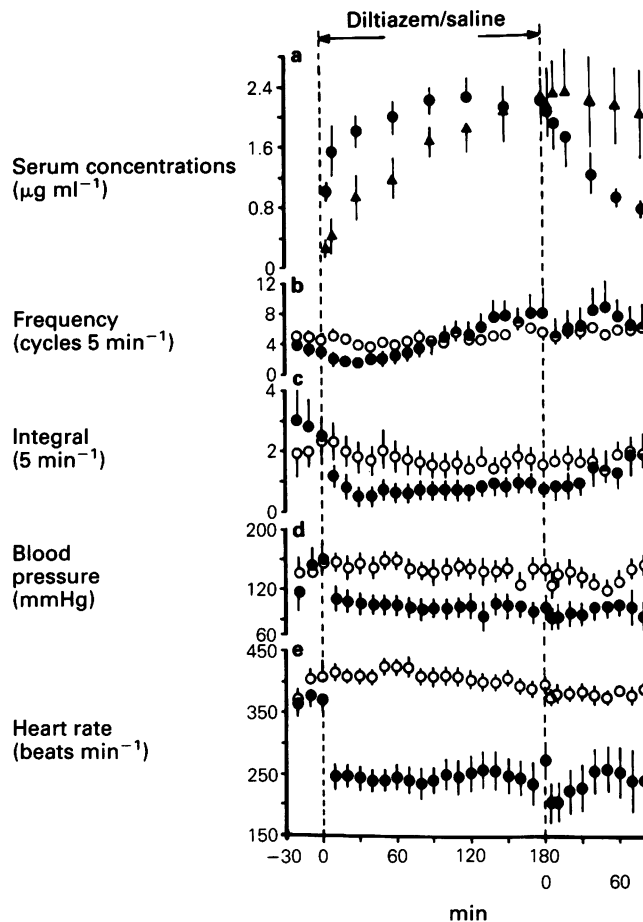 Diltiazem/saline
a
2.4
1.6
0.8
0
Serum concentrations
(μg ml⁻¹)
b
12
8
4
0
Frequency
(cycles 5 min⁻¹)
c
4
2
0
Integral
(5 min⁻¹)
d
200
120
60
Blood
pressure
(mmHg)
e
450
350
250
150
Heart rate
(beats min⁻¹)
−30 0 60 120 180
0 60
min